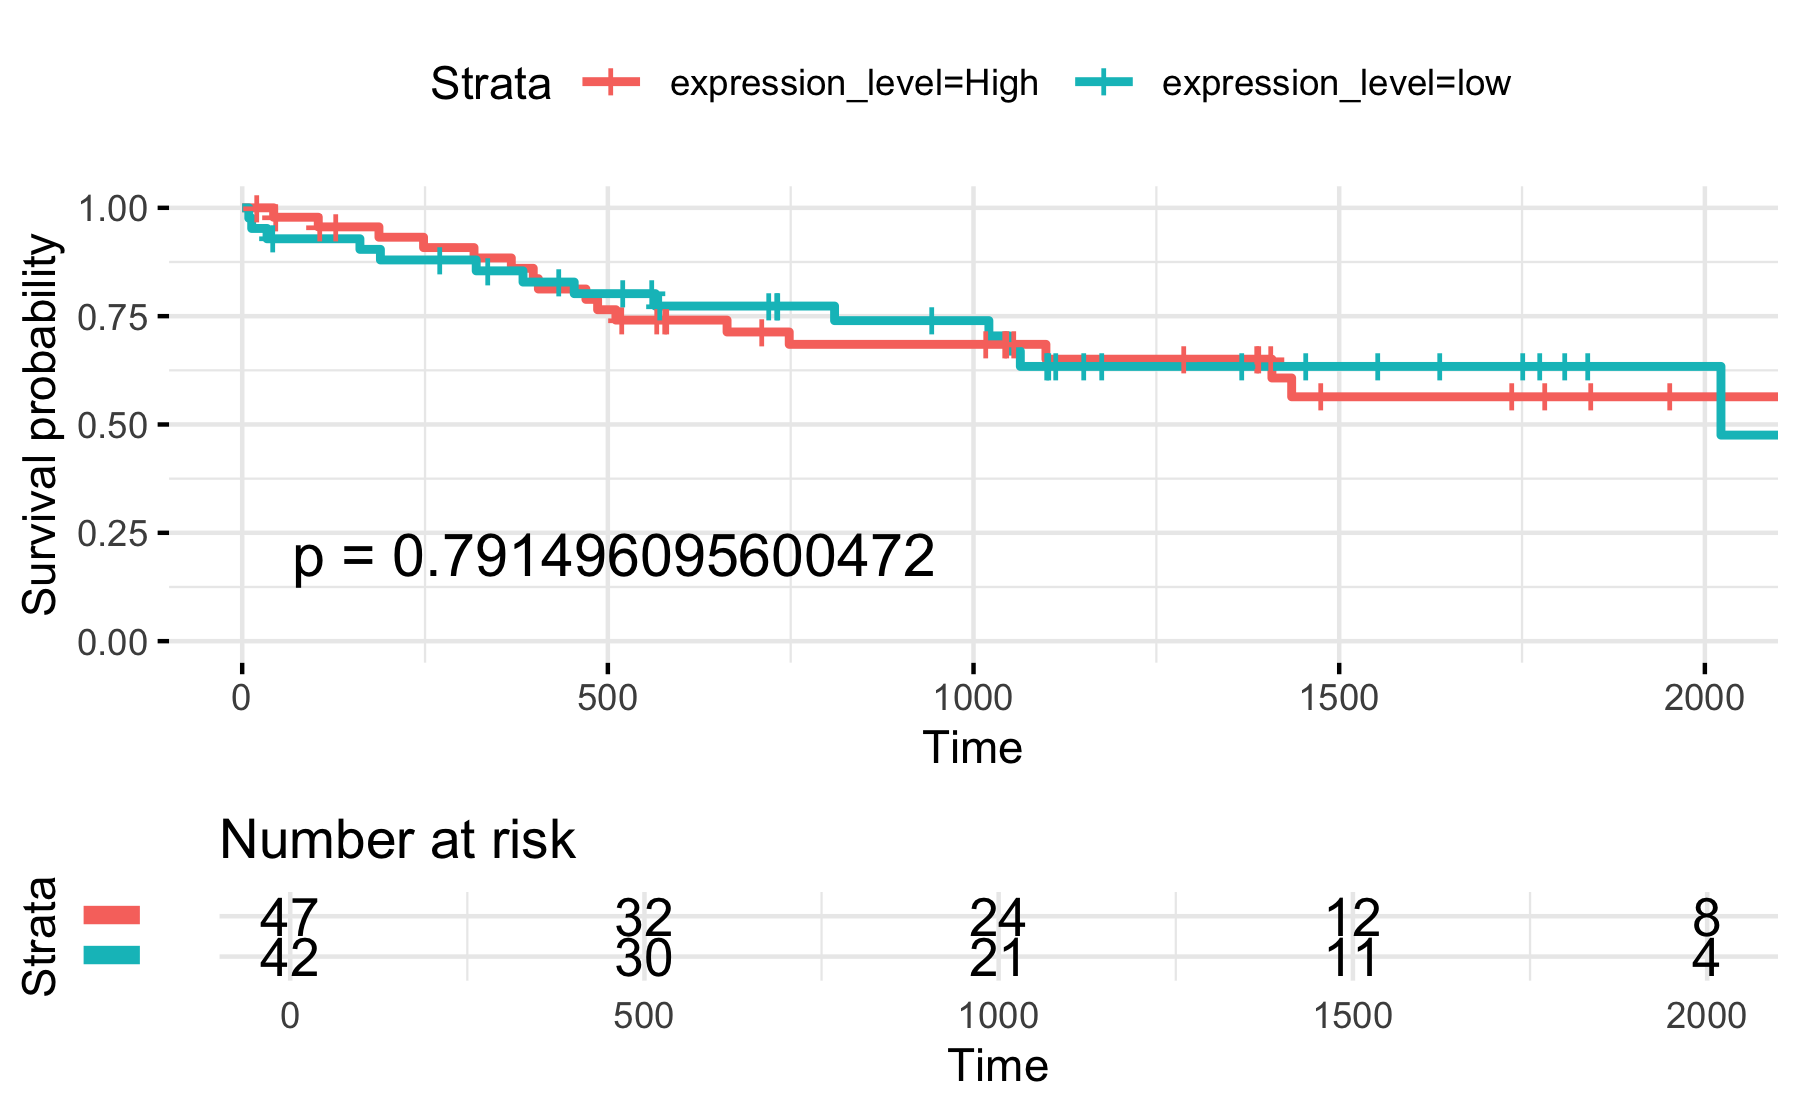 Strata expression_level=High expression_level=low
1.00
0.75
0.50
0.25
0.00
Survival probability
p = 0.791496095600472
0 500 1000 1500 2000
Time
Number at risk
Strata
47 32 24 12 8
42 30 21 11 4
0 500 1000 1500 2000
Time